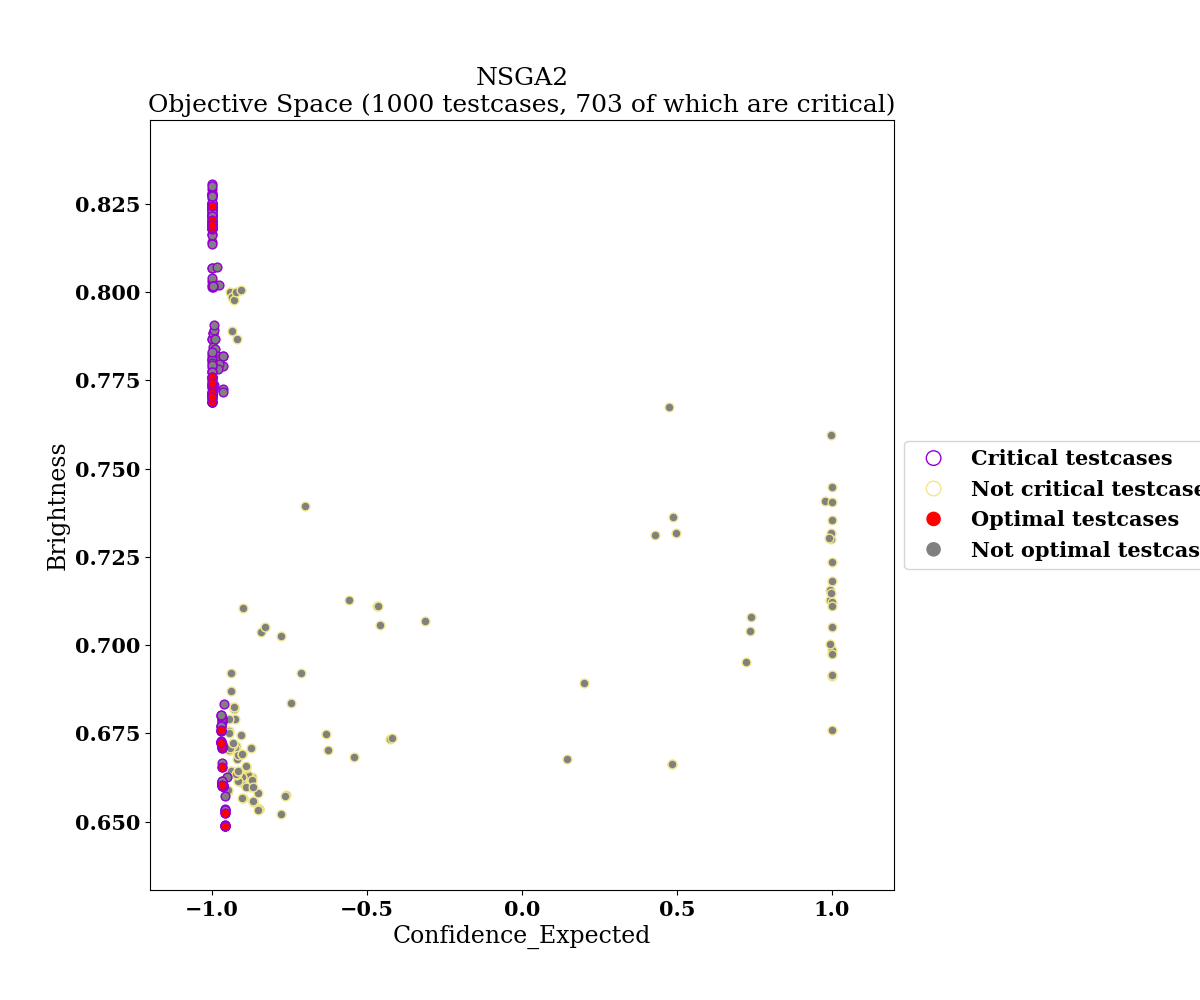 NSGA2
Objective Space (1000 testcases, 703 of which are critical)
0.825
0.800
0.775
0.750
0.725
0.700
0.675
0.650
Brightness
−1.0
−0.5
0.0
0.5
1.0
Confidence_Expected
Critical testcases
Not critical testcase
Optimal testcases
Not optimal testcas